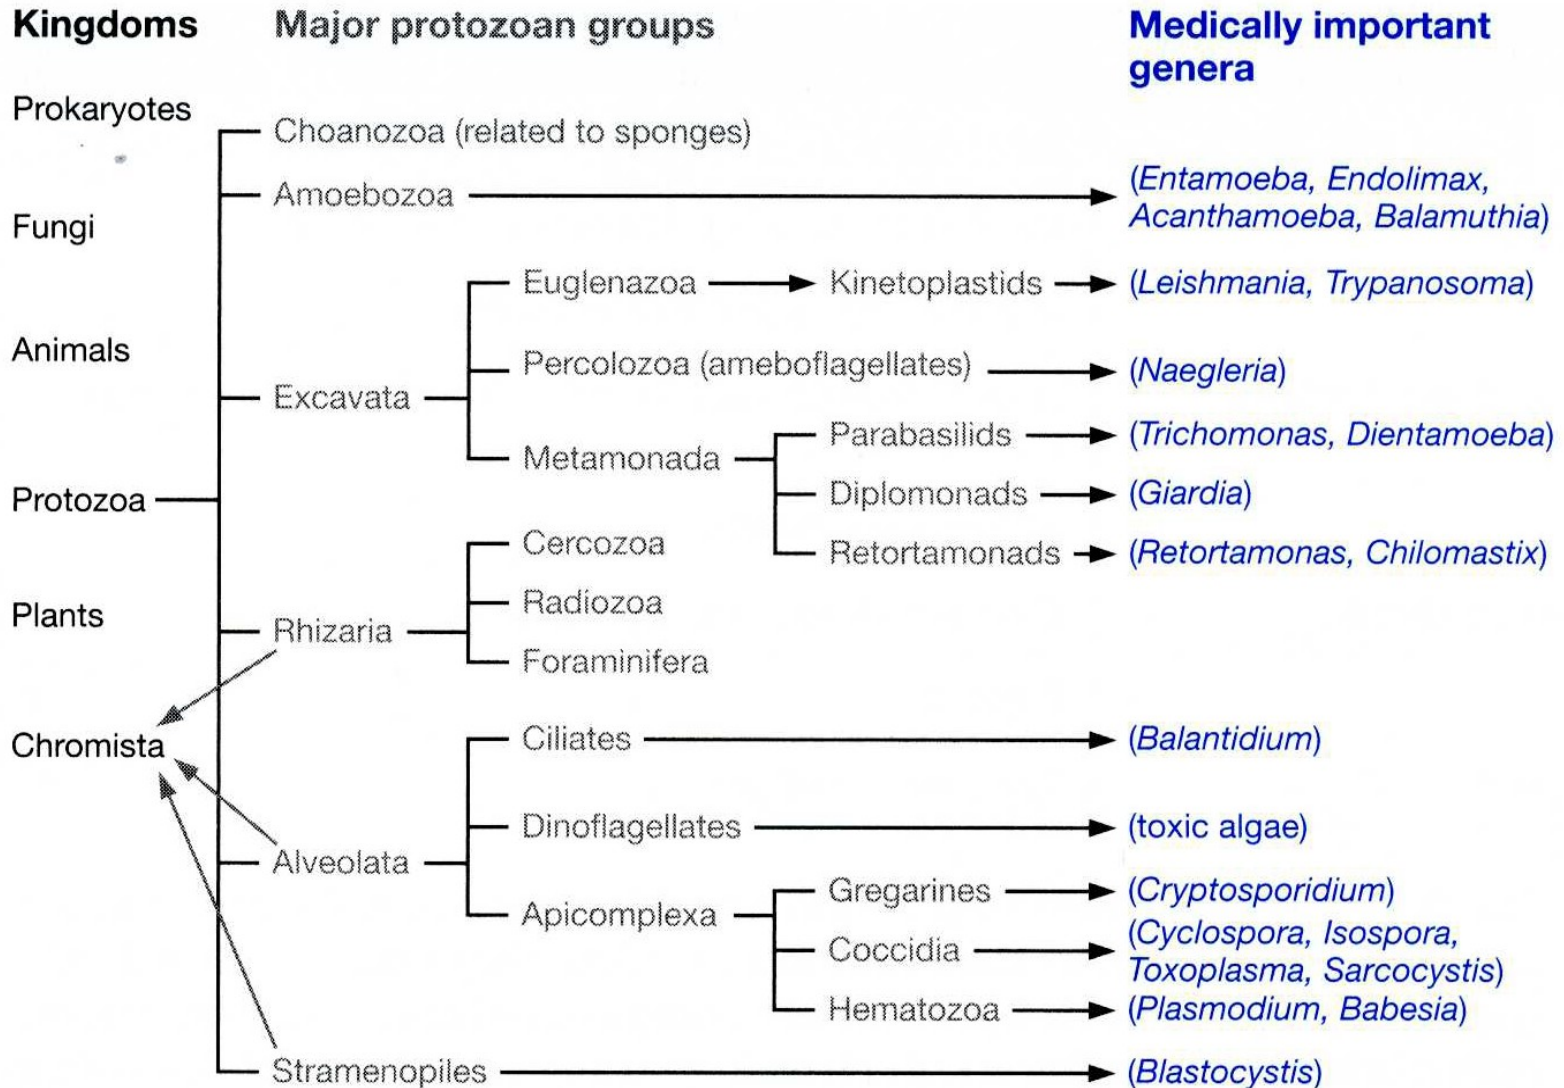 Kingdoms Major protozoan groups Medically important
genera
Prokaryotes
Choanozoa (related to sponges)
Amoebozoa (Entamoeba, Endolimax,
Acanthamoeba, Balamuthia)
Fungi
Euglenazoa Kinetoplastids (Leishmania, Trypanosoma)
Animals
Percolozoa (ameboflagellates) (Naegleria)
Excavata
Parabasilids (Trichomonas, Dientamoeba)
Metamonada
Diplomonads (Giardia)
Protozoa
Cercozoa
Retortamonads (Retortamonas, Chilomastix)
Radiozoa
Plants
Rhizaria
Foraminifera
Ciliates (Balantidium)
Chromista
Dinoflagellates (toxic algae)
Alveolata
Gregarines (Cryptosporidium)
Apicomplexa
Coccidia (Cyclospora, Isospora,
Toxoplasma, Sarcocystis)
Hematozoa (Plasmodium, Babesia)
Stramenopiles (Blastocystis)